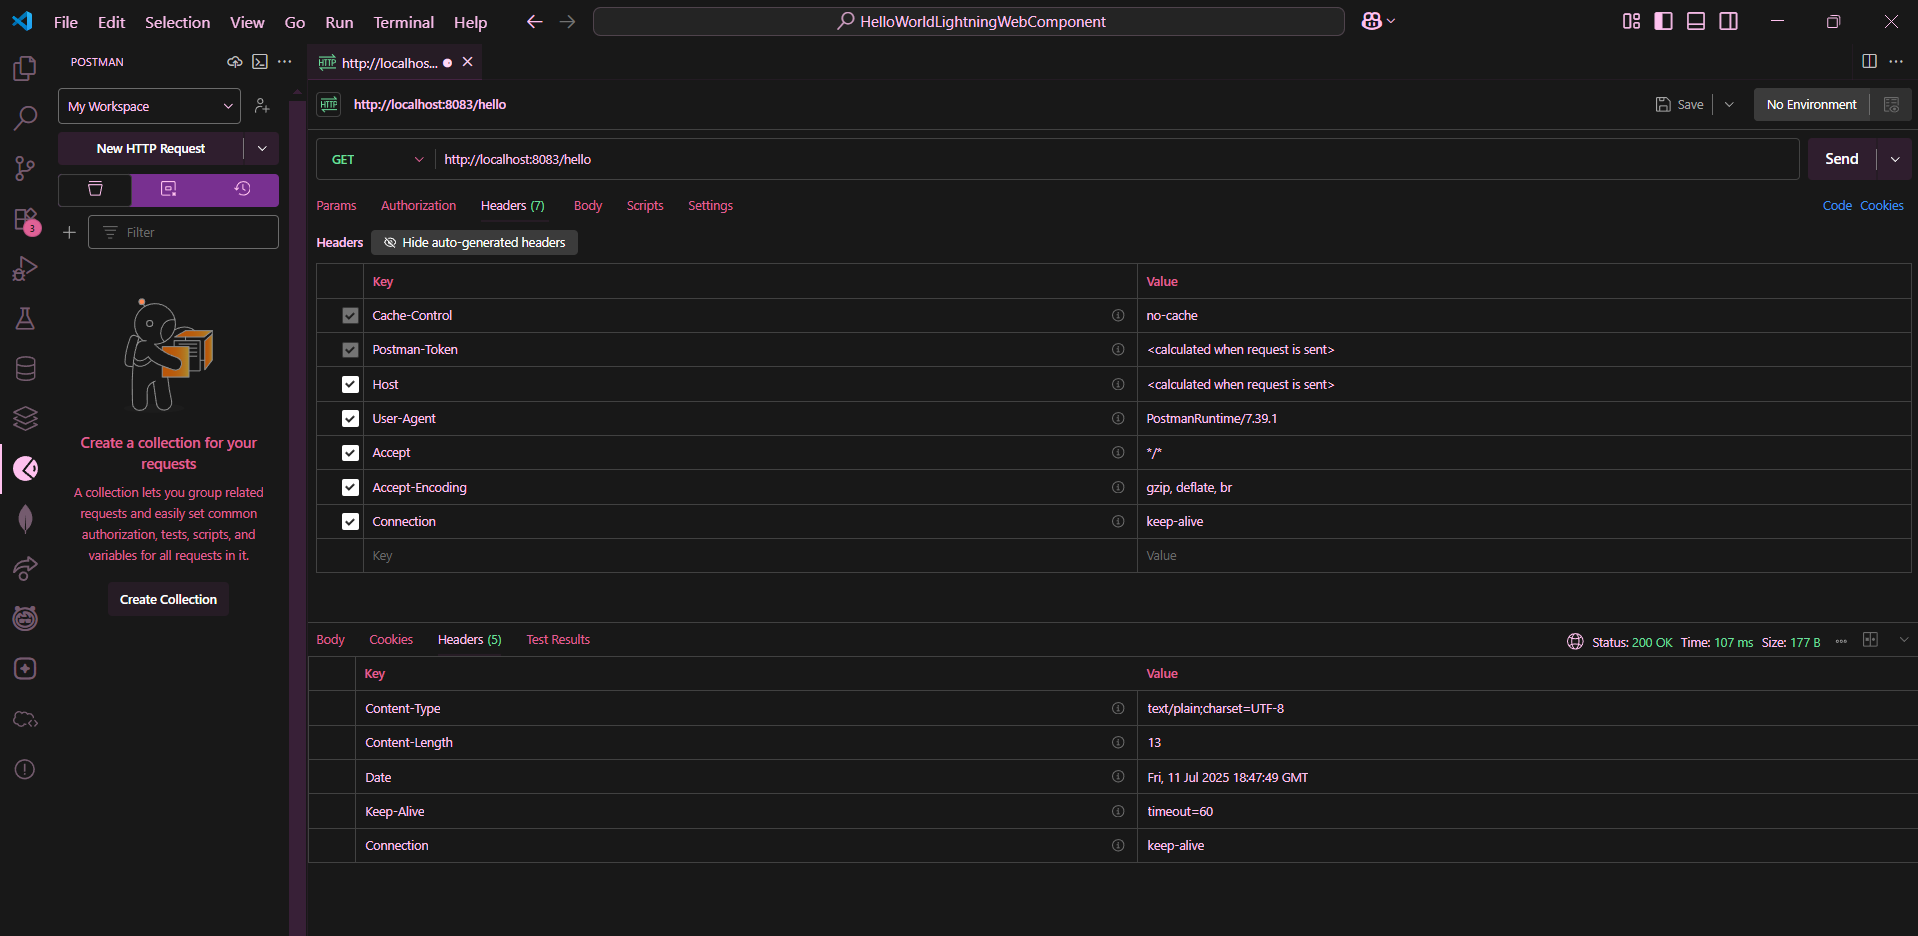 File Edit Selection View Go Run Terminal Help
HelloWorldLightningWebComponent
POSTMAN
http://localhos...
My Workspace
http://localhost:8083/hello
Save
No Environment
New HTTP Request
GET
http://localhost:8083/hello
Send
Params Authorization Headers (7) Body Scripts Settings
Code Cookies
3
Filter
Headers
Hide auto-generated headers
Key Value
Cache-Control no-cache
Postman-Token <calculated when request is sent>
Host <calculated when request is sent>
User-Agent PostmanRuntime/7.39.1
Accept */*
Accept-Encoding gzip, deflate, br
Connection keep-alive
Key Value
Create a collection for your
requests
A collection lets you group related
requests and easily set common
authorization, tests, scripts, and
variables for all requests in it.
Create Collection
Body Cookies Headers (5) Test Results
Status: 200 OK Time: 107 ms Size: 177 B
Key Value
Content-Type text/plain;charset=UTF-8
Content-Length 13
Date Fri, 11 Jul 2025 18:47:49 GMT
Keep-Alive timeout=60
Connection keep-alive